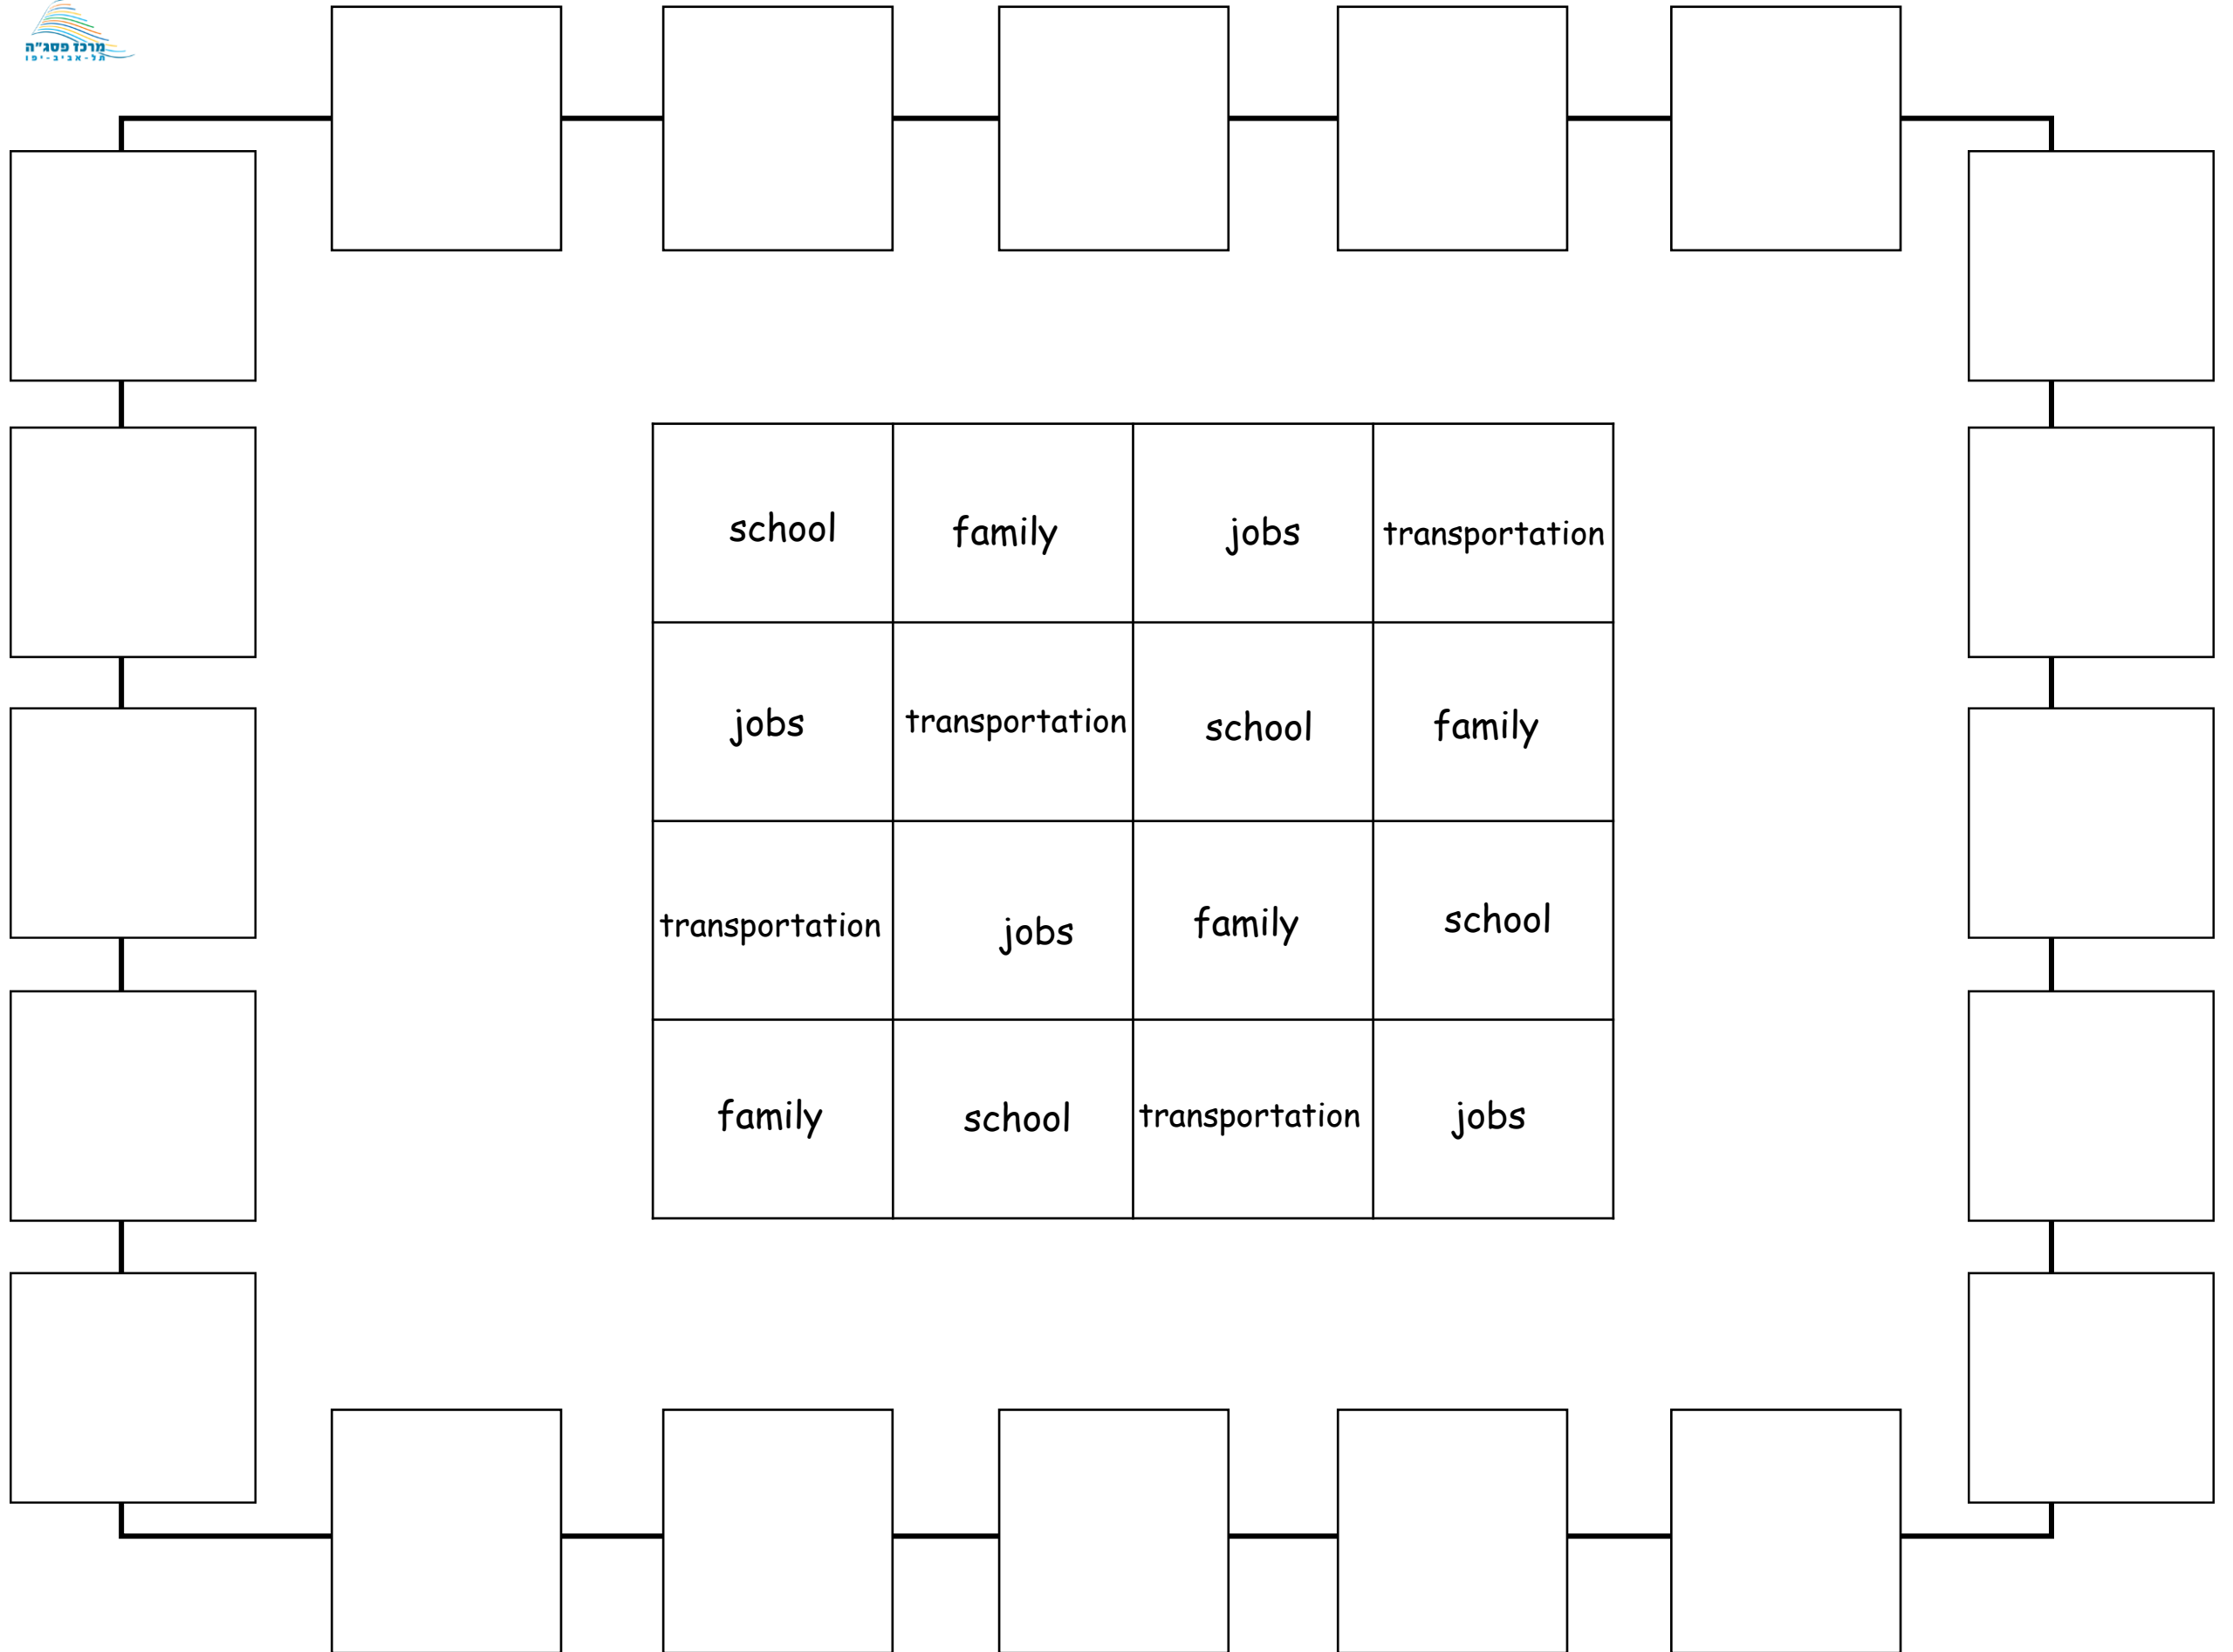 מרכז פסג"ה
תל-אביב-יפו
school family jobs transportation
jobs transportation school family
transportation jobs family school
family school transportation jobs